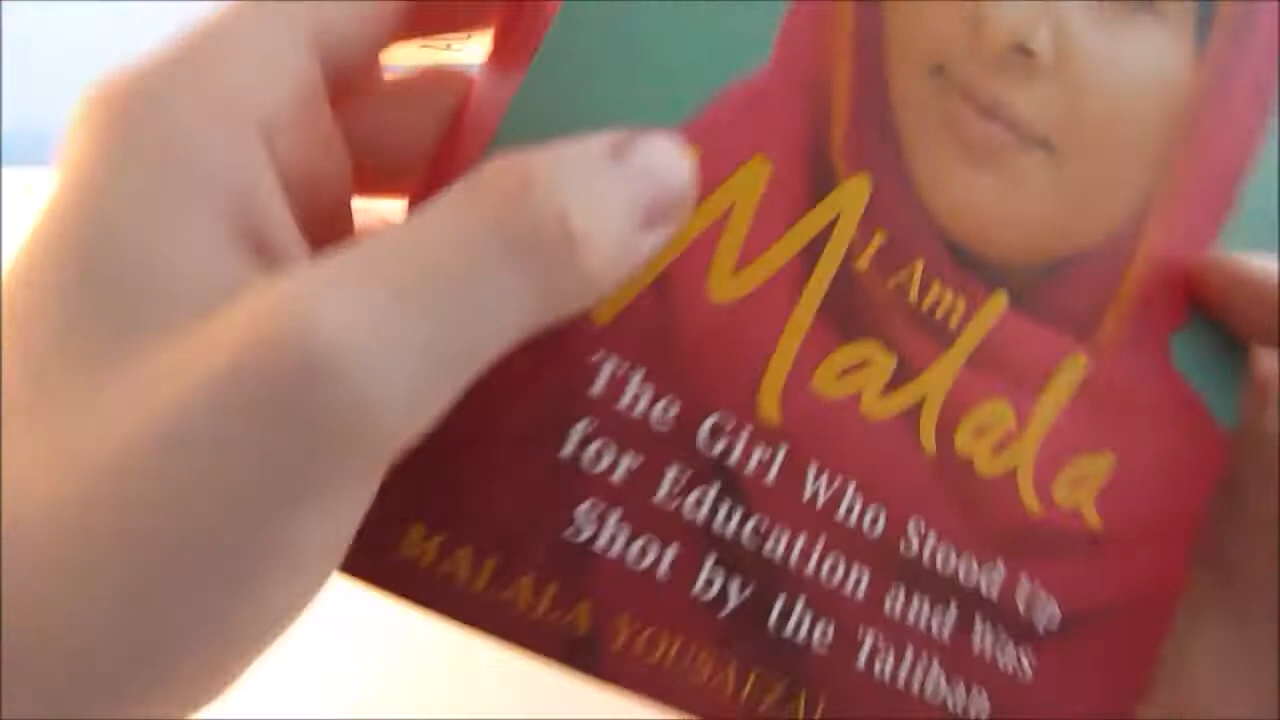 I Am
Malala
The Girl Who Stood Up
for Education and was
Shot by the Taliban
MALALA YOUSAFZAI